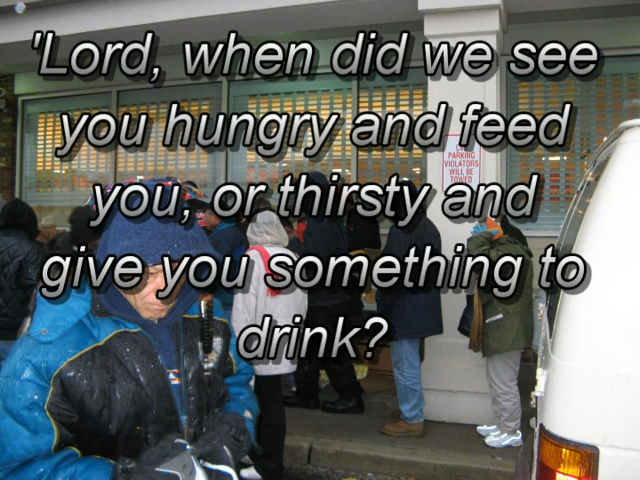 'Lord, when did we see
you hungry and feed
you, or thirsty and
give you something to
drink?
PARKING
VIOLATORS
WILL BE
TOWED